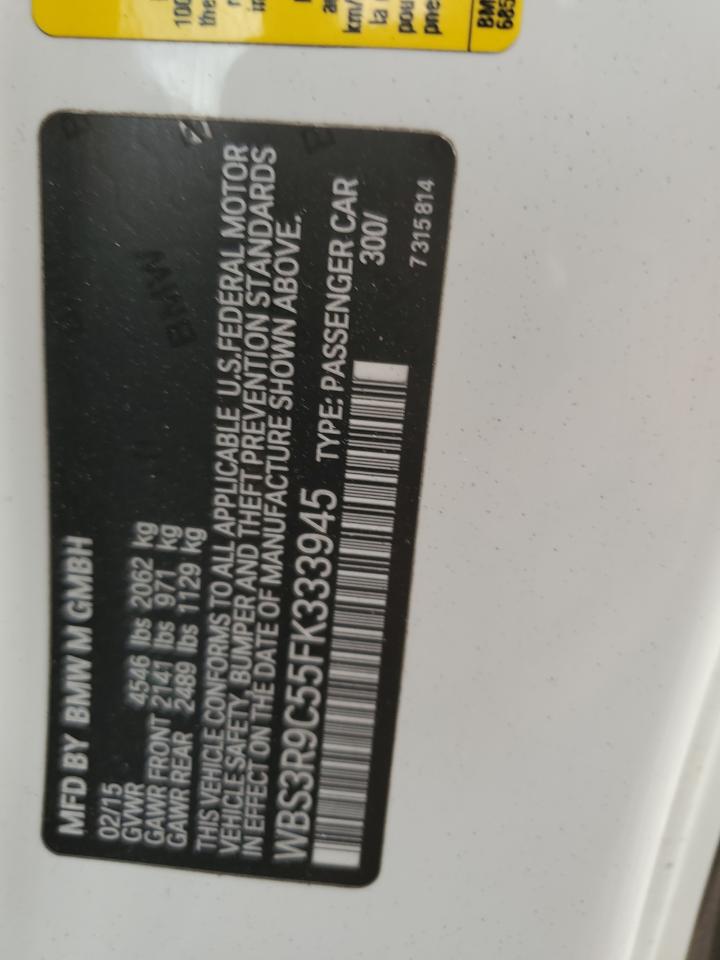 MFD BY BMW M GMBH
02/15
GVWR 4546 lbs 2062 kg
GAWR FRONT 2141 lbs 971 kg
GAWR REAR 2489 lbs 1129 kg
THIS VEHICLE CONFORMS TO ALL APPLICABLE U.S.FEDERAL MOTOR
VEHICLE SAFETY, BUMPER AND THEFT PREVENTION STANDARDS
IN EFFECT ON THE DATE OF MANUFACTURE SHOWN ABOVE.
WBS3R9C55FK333945 TYPE: PASSENGER CAR
300/
7 315 814
BMW